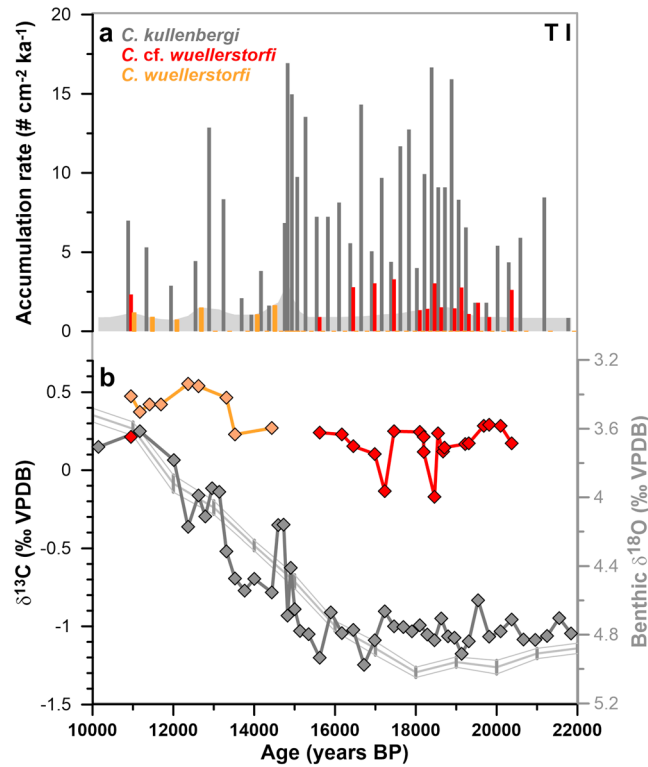 a
T I
C. kullenbergi
C. cf. wuellerstorfi
C. wuellerstorfi
Accumulation rate (# cm-2 ka-1)
20
15
10
5
0
b
δ13C (‰ VPDB)
0.5
0
-0.5
-1
-1.5
3.2
3.6
4
4.4
4.8
5.2
Benthic δ18O (‰ VPDB)
10000 12000 14000 16000 18000 20000 22000
Age (years BP)